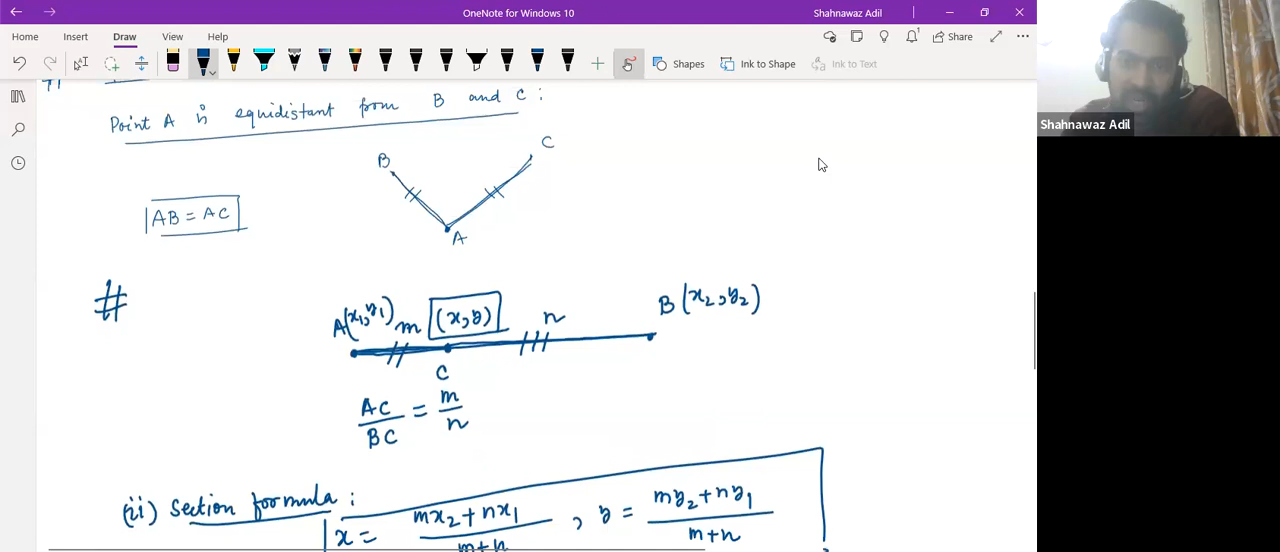 OneNote for Windows 10
Shahnawaz Adil
Home Insert Draw View Help
Share
Shapes Ink to Shape Ink to Text
Shahnawaz Adil
Point A is equidistant from B and C :
B
C
AB = AC
A
#
A(x₁,y₁) m (x,y) n B(x₂,y₂)
C
AC/BC = m/n
(ii) Section formula :
x = mx₂+nx₁/m+n , y = my₂+ny₁/m+n